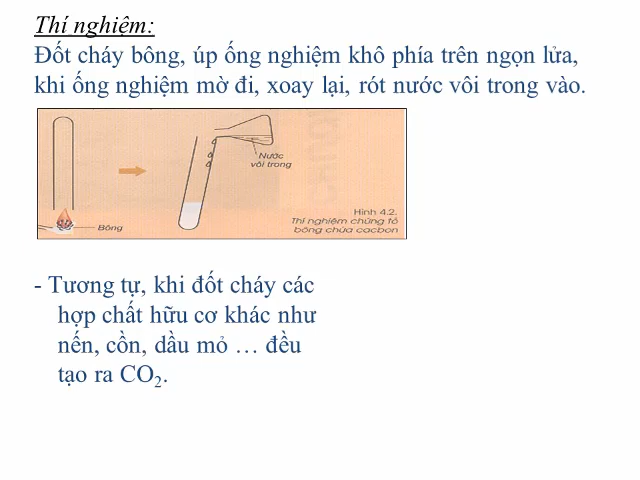 Thí nghiêm:
Đốt cháy bông, úp ống nghiệm khô phía trên ngọn lửa,
khi ống nghiệm mờ đi, xoay lại, rót nước vôi trong vào.
Nước
vôi trong
Bông
Hình 4.2.
Thí nghiệm chứng tỏ
bông chứa cacbon
- Tương tự, khi đốt cháy các
hợp chất hữu cơ khác như
nến, cồn, dầu mỏ … đều
tạo ra CO₂.